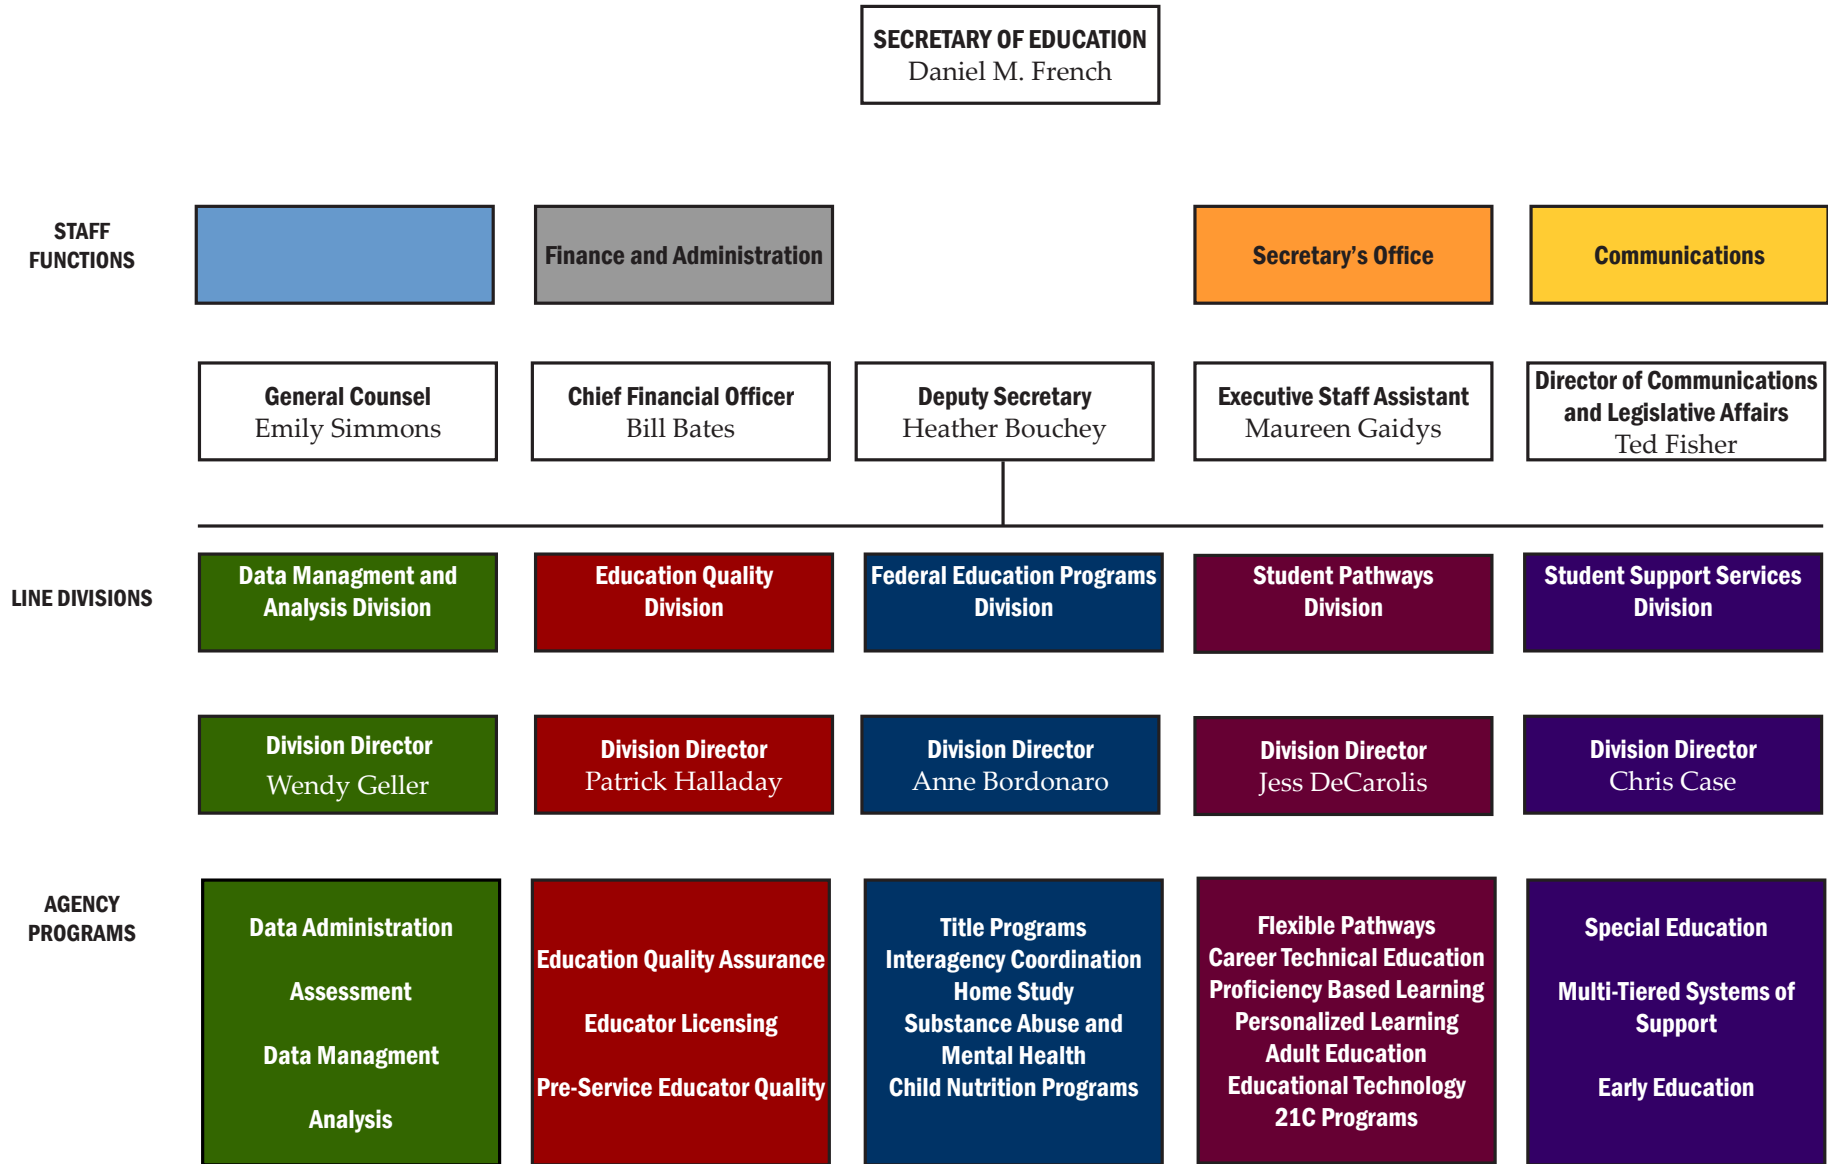 SECRETARY OF EDUCATION
Daniel M. French
STAFF
FUNCTIONS
Finance and Administration
Secretary’s Office
Communications
General Counsel
Emily Simmons
Chief Financial Officer
Bill Bates
Deputy Secretary
Heather Bouchey
Executive Staff Assistant
Maureen Gaidys
Director of Communications
and Legislative Affairs
Ted Fisher
LINE DIVISIONS
Data Managment and
Analysis Division
Education Quality
Division
Federal Education Programs
Division
Student Pathways
Division
Student Support Services
Division
Division Director
Wendy Geller
Division Director
Patrick Halladay
Division Director
Anne Bordonaro
Division Director
Jess DeCarolis
Division Director
Chris Case
AGENCY
PROGRAMS
Data Administration
Assessment
Data Managment
Analysis
Education Quality Assurance
Educator Licensing
Pre-Service Educator Quality
Title Programs
Interagency Coordination
Home Study
Substance Abuse and
Mental Health
Child Nutrition Programs
Flexible Pathways
Career Technical Education
Proficiency Based Learning
Personalized Learning
Adult Education
Educational Technology
21C Programs
Special Education
Multi-Tiered Systems of
Support
Early Education